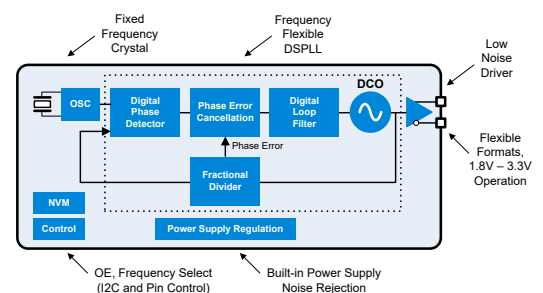 Fixed
Frequency
Crystal
Frequency
Flexible
DSPLL
Low
Noise
Driver
OSC
Digital
Phase
Detector
Phase Error
Cancellation
Digital
Loop
Filter
DCO
Phase Error
Fractional
Divider
Flexible
Formats,
1.8V – 3.3V
Operation
NVM
Control
Power Supply Regulation
OE, Frequency Select
(I2C and Pin Control)
Built-in Power Supply
Noise Rejection